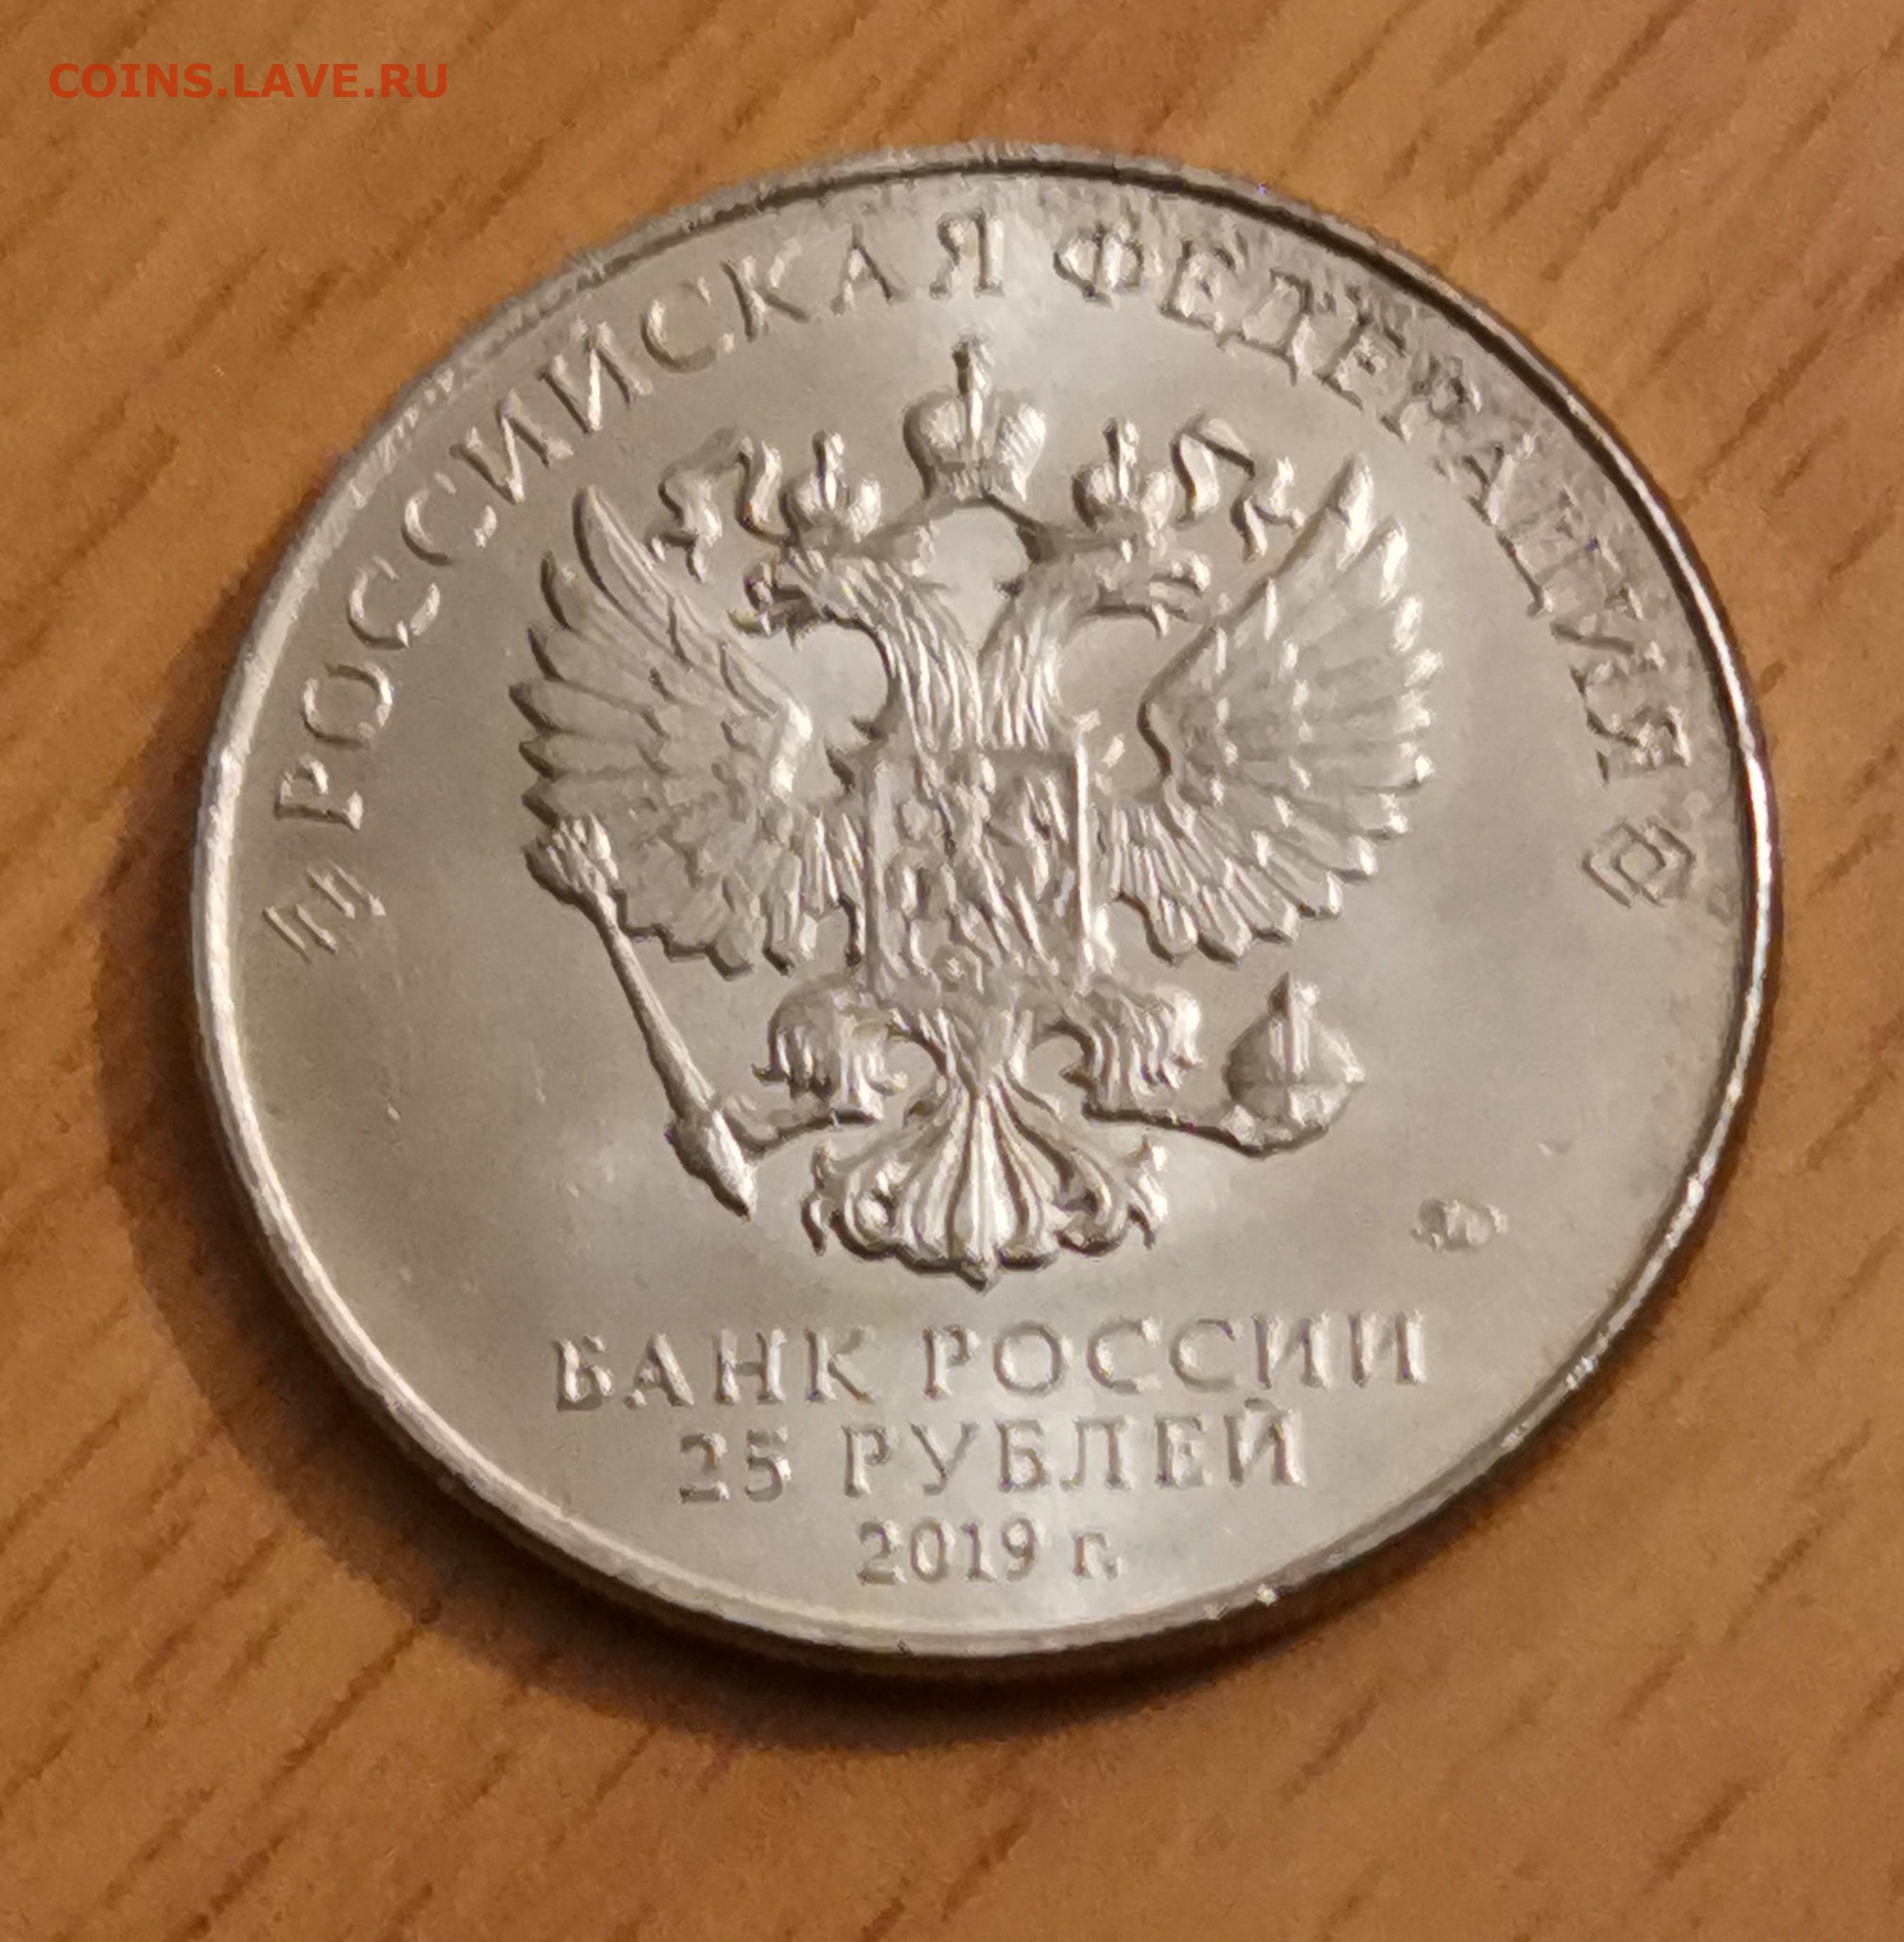 COINS.LAVE.RU
РОССИЙСКАЯ ФЕДЕРАЦИЯ
БАНК РОССИИ
25 РУБЛЕЙ
2019 г.